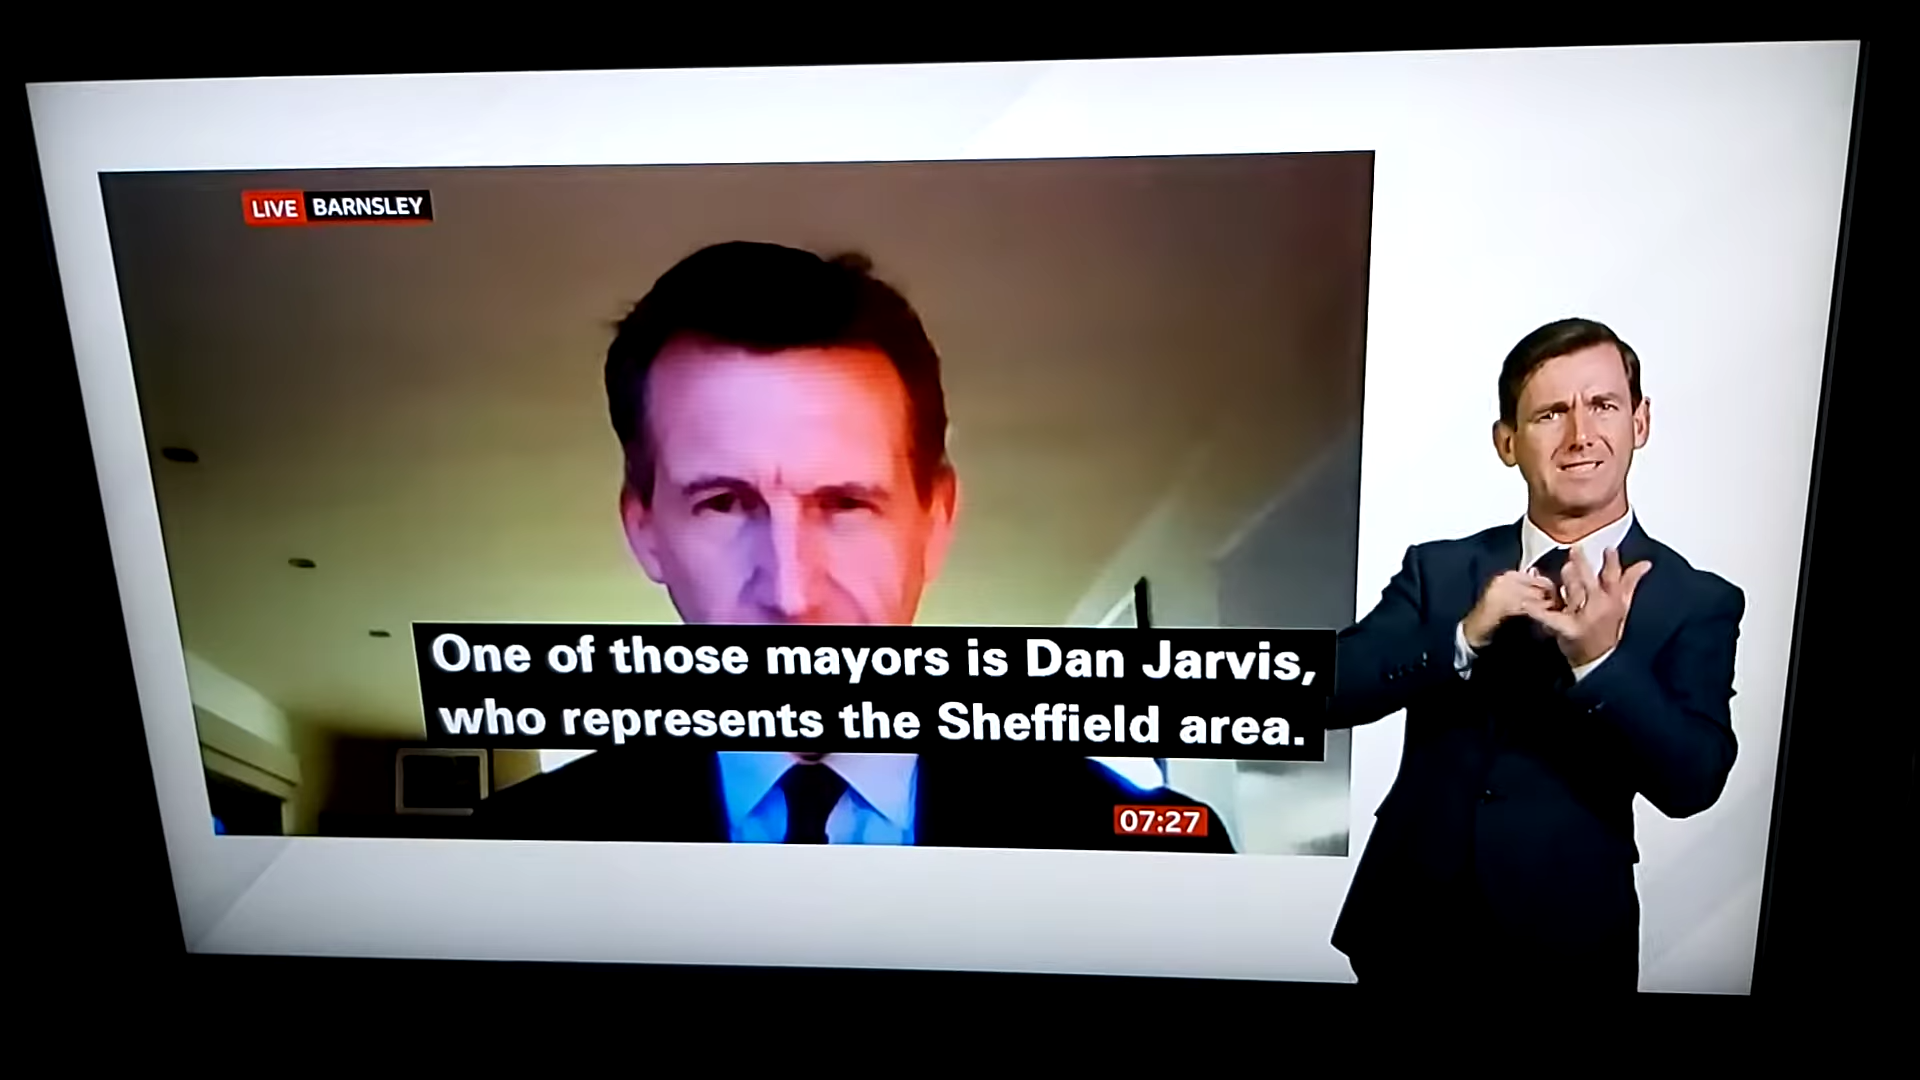 LIVE BARNSLEY
One of those mayors is Dan Jarvis,
who represents the Sheffield area.
07:27